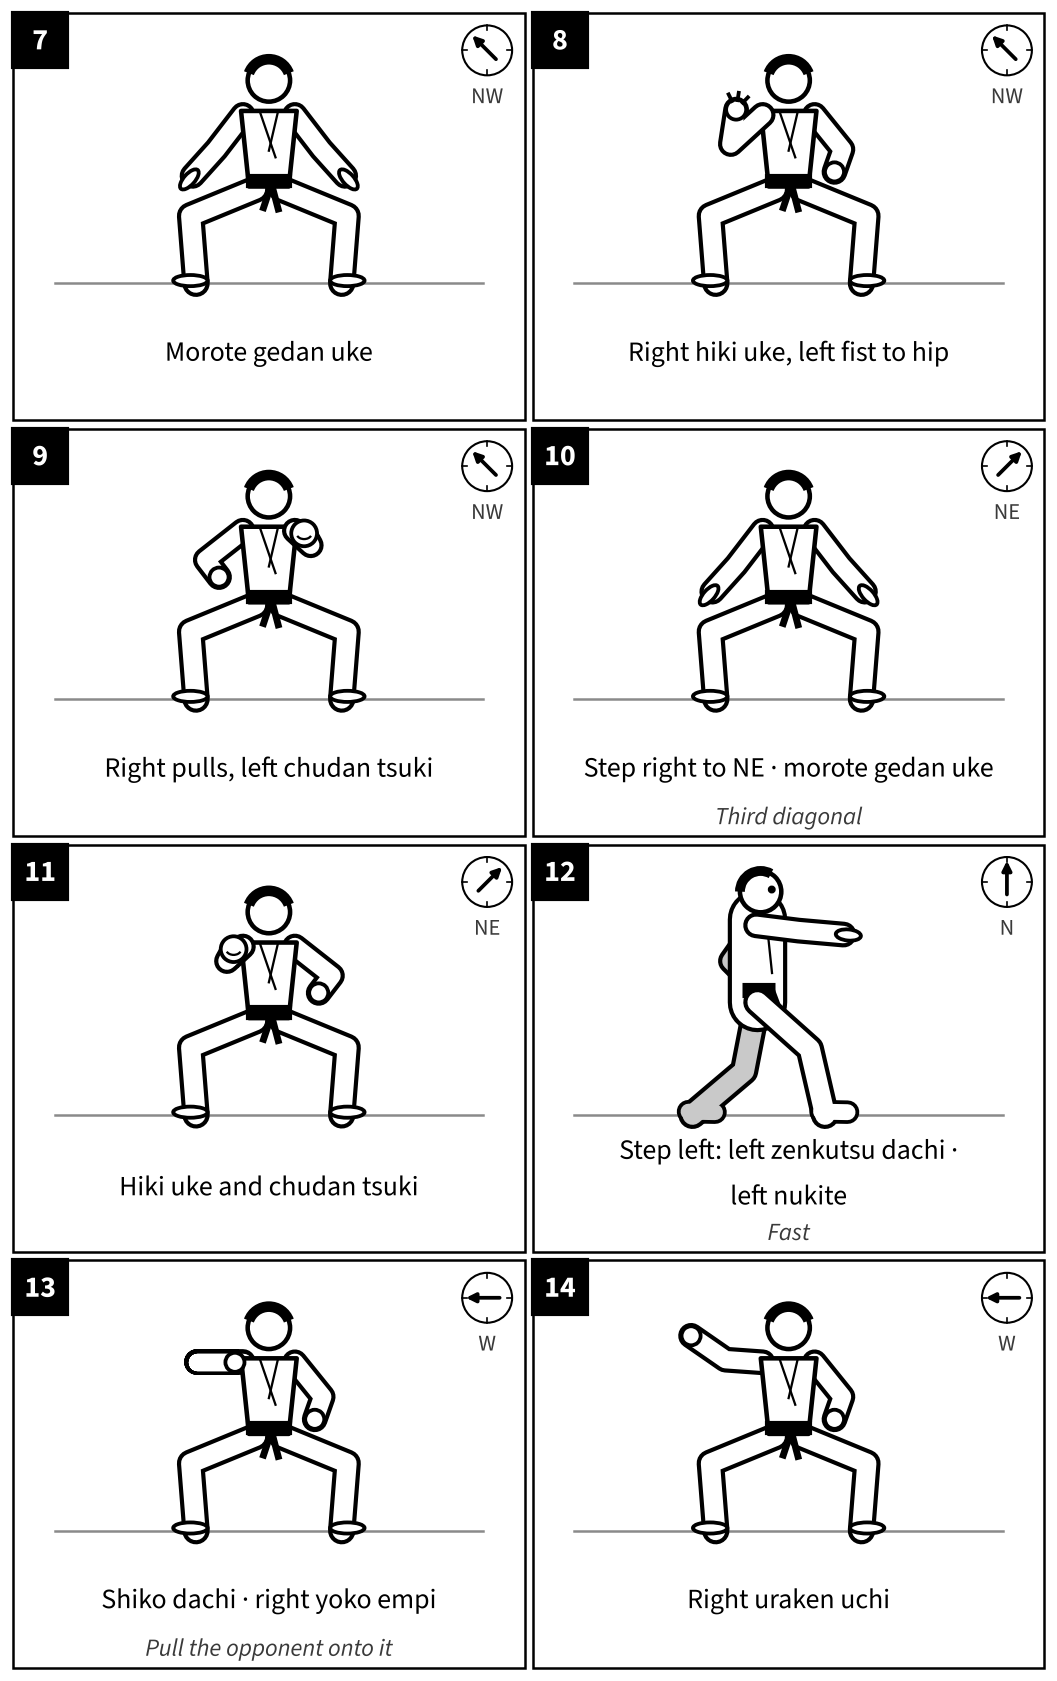 7
NW
Morote gedan uke
8
NW
Right hiki uke, left fist to hip
9
NW
Right pulls, left chudan tsuki
10
NE
Step right to NE · morote gedan uke
Third diagonal
11
NE
Hiki uke and chudan tsuki
12
N
Step left: left zenkutsu dachi ·
left nukite
Fast
13
W
Shiko dachi · right yoko empi
Pull the opponent onto it
14
W
Right uraken uchi